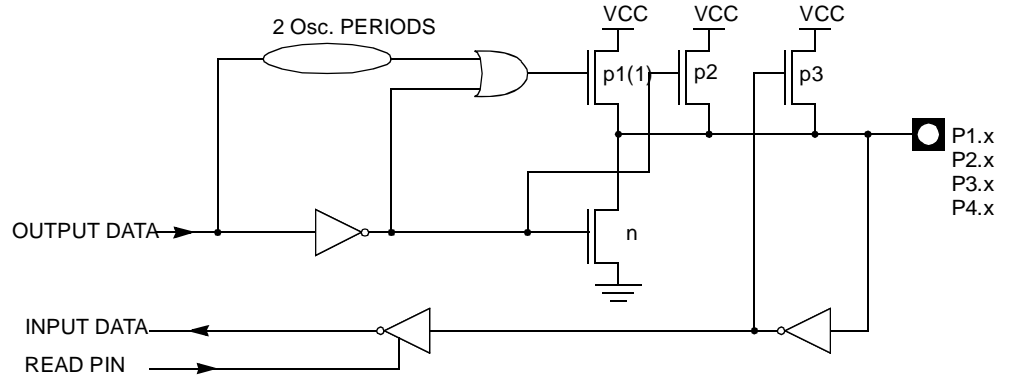 2 Osc. PERIODS
VCC
VCC
VCC
p1(1)
p2
p3
P1.x
P2.x
P3.x
P4.x
OUTPUT DATA
n
INPUT DATA
READ PIN